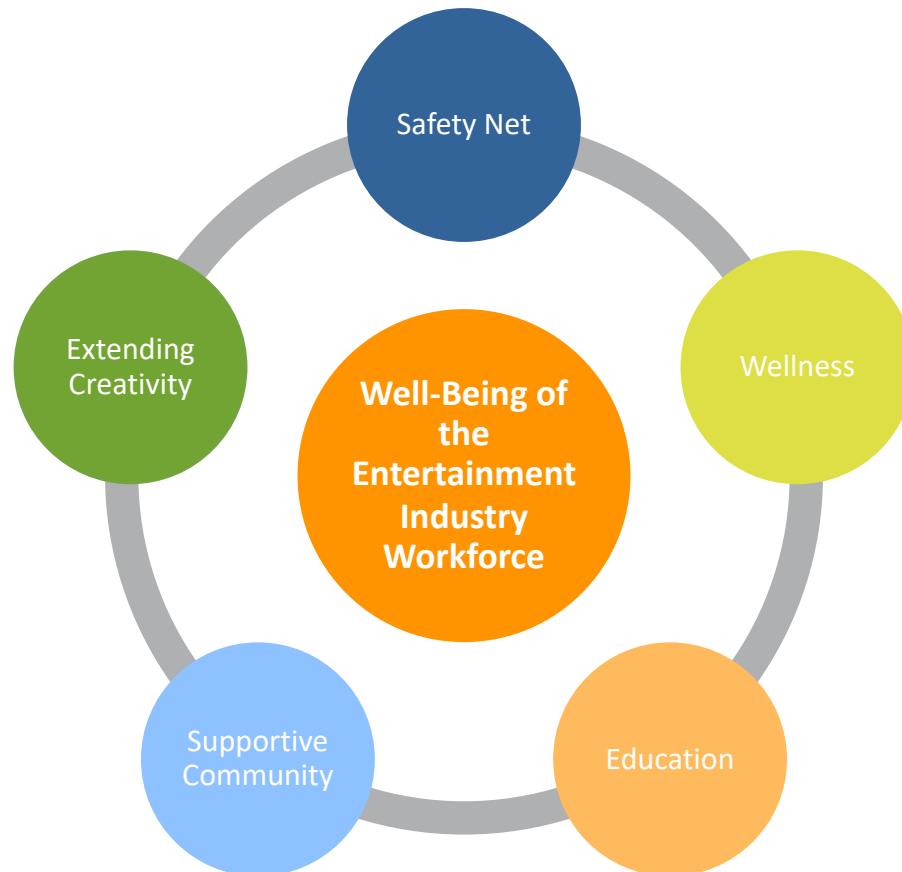 Safety Net
Extending
Creativity
Wellness
Well-Being of
the
Entertainment
Industry
Workforce
Supportive
Community
Education